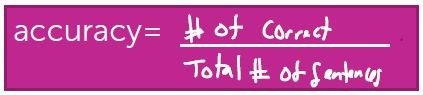 accuracy= # of Correct
Total # of Sentences